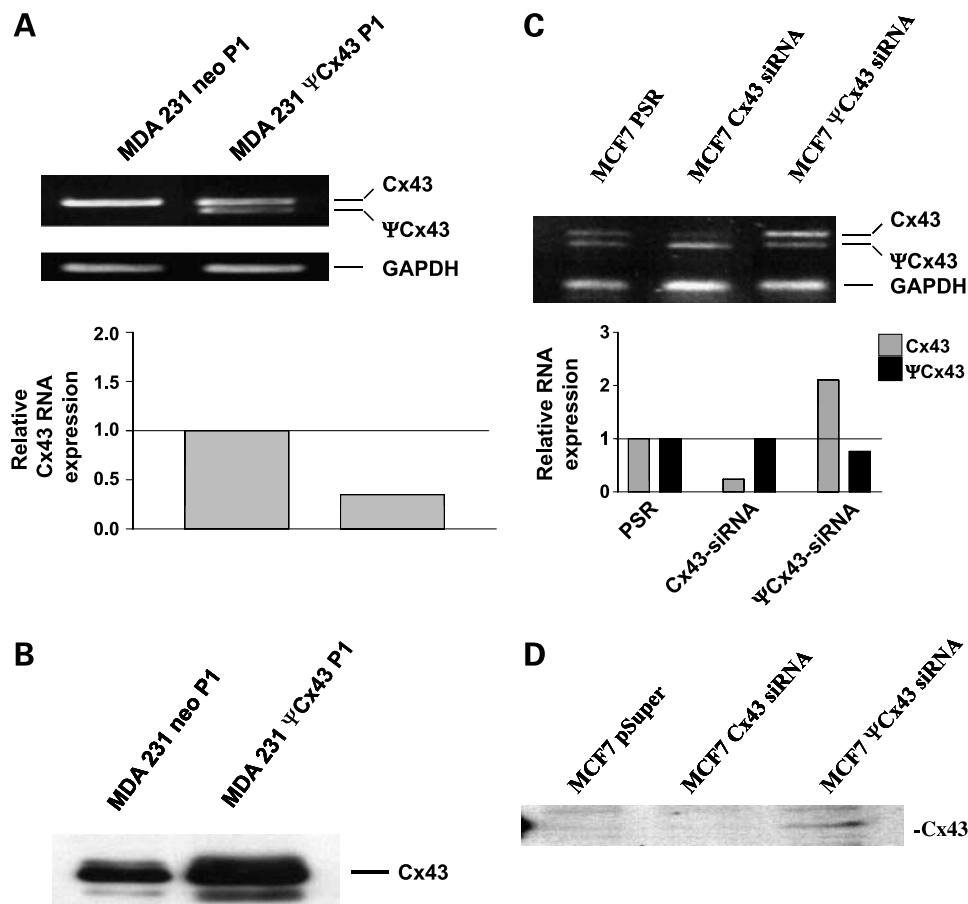 A
MDA 231 neo P1
MDA 231 ΨCx43 P1
Cx43
ΨCx43
GAPDH
2.0
1.5
1.0
0.5
0.0
Relative
Cx43 RNA
expression
B
MDA 231 neo P1
MDA 231 ΨCx43 P1
Cx43
C
MCF7 PSR
MCF7 Cx43 siRNA
MCF7 ΨCx43 siRNA
Cx43
ΨCx43
GAPDH
3
2
1
0
Relative RNA
expression
Cx43
ΨCx43
PSR
Cx43-siRNA
ΨCx43-siRNA
D
MCF7 pSuper
MCF7 Cx43 siRNA
MCF7 ΨCx43 siRNA
-Cx43